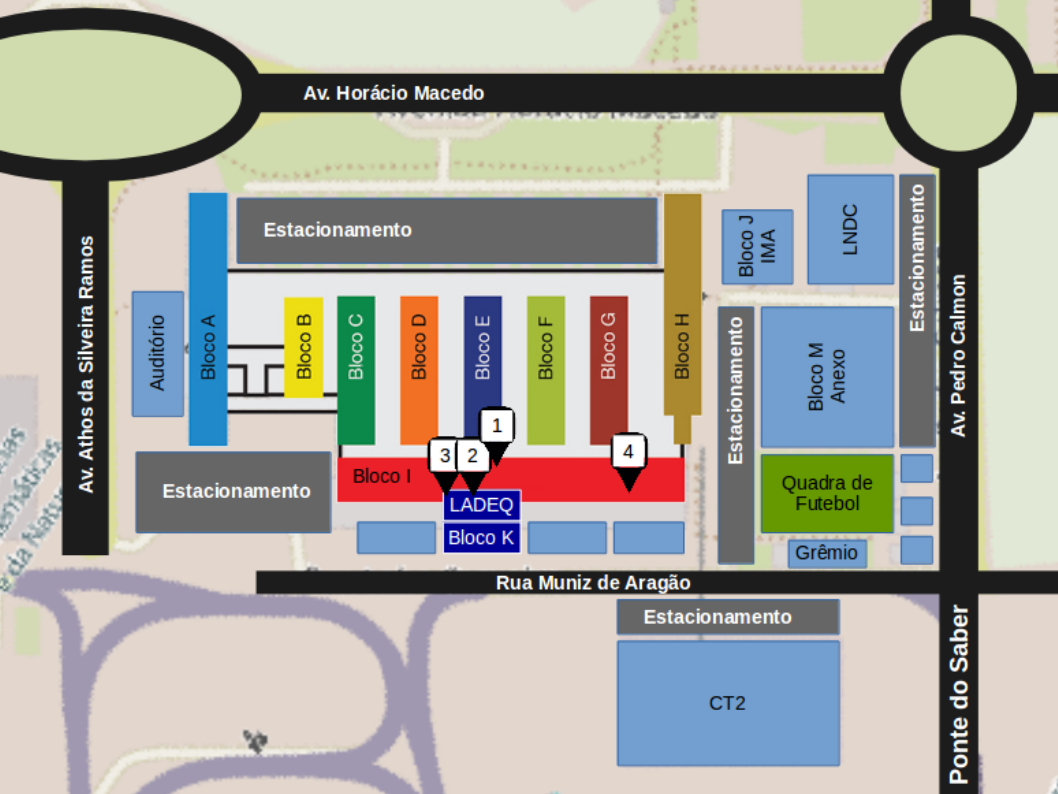 Av. Horácio Macedo
Av. Athos da Silveira Ramos
Auditório
Bloco A
Estacionamento
Bloco B
Bloco C
Bloco D
Bloco E
Bloco F
Bloco G
Bloco H
Bloco J
IMA
LNDC
Estacionamento
Av. Pedro Calmon
Estacionamento
Bloco M
Anexo
1
3
2
4
Bloco I
Estacionamento
LADEQ
Bloco K
Quadra de
Futebol
Grêmio
Rua Muniz de Aragão
Estacionamento
CT2
Ponte do Saber